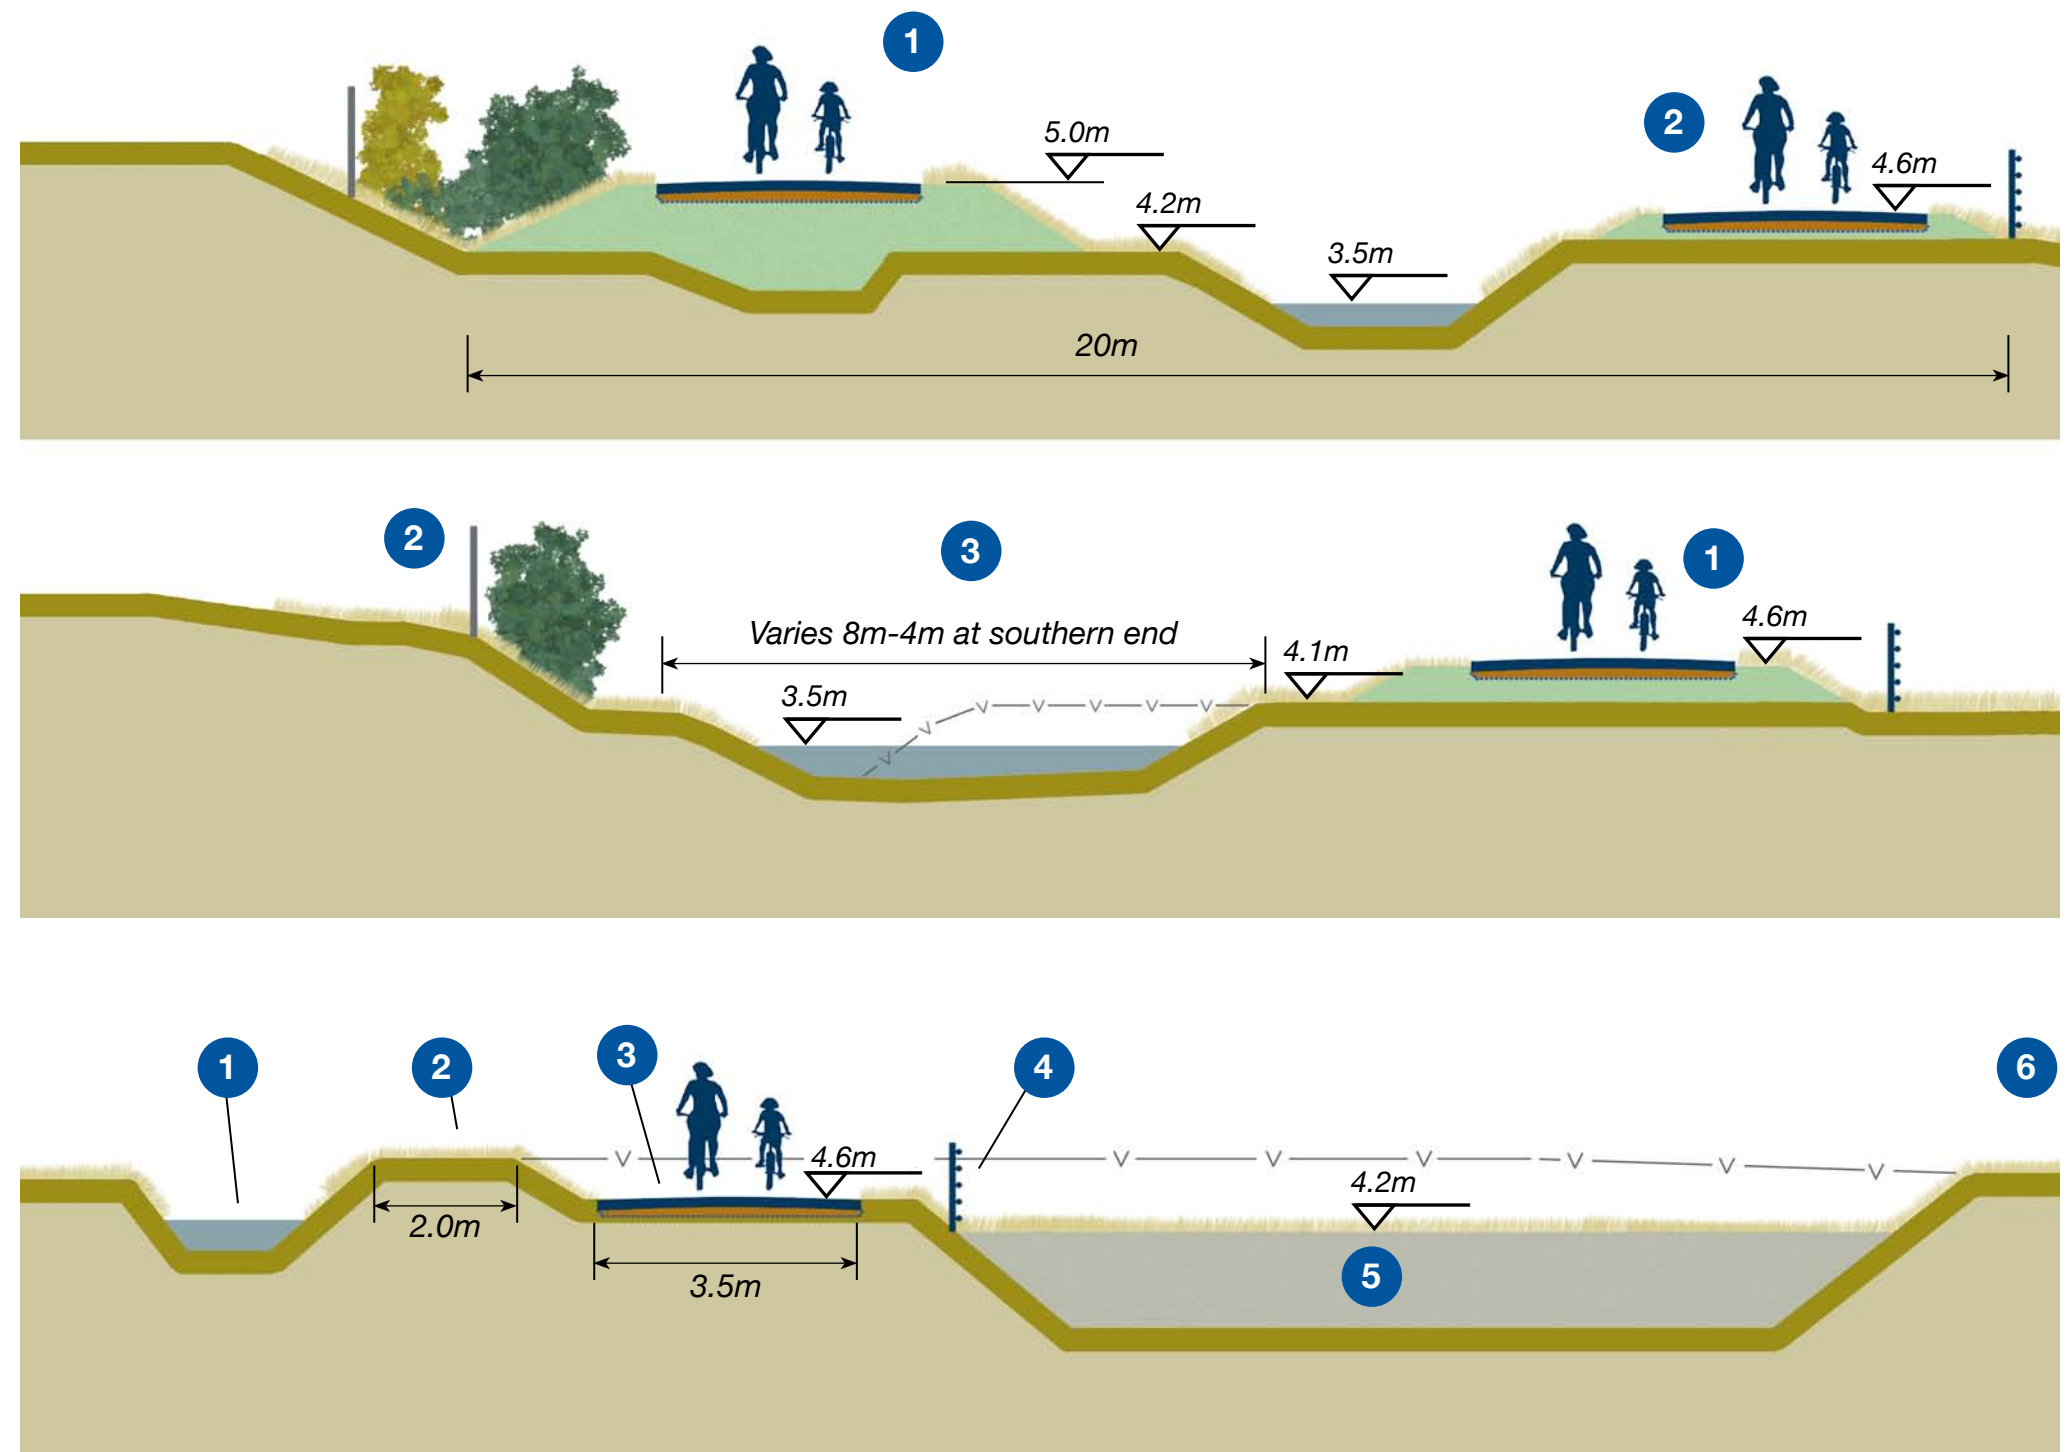 1
2
5.0m
4.6m
4.2m
3.5m
20m
2
3
1
Varies 8m-4m at southern end
4.6m
4.1m
3.5m
1
2
3
4
6
4.6m
4.2m
2.0m
3.5m
5